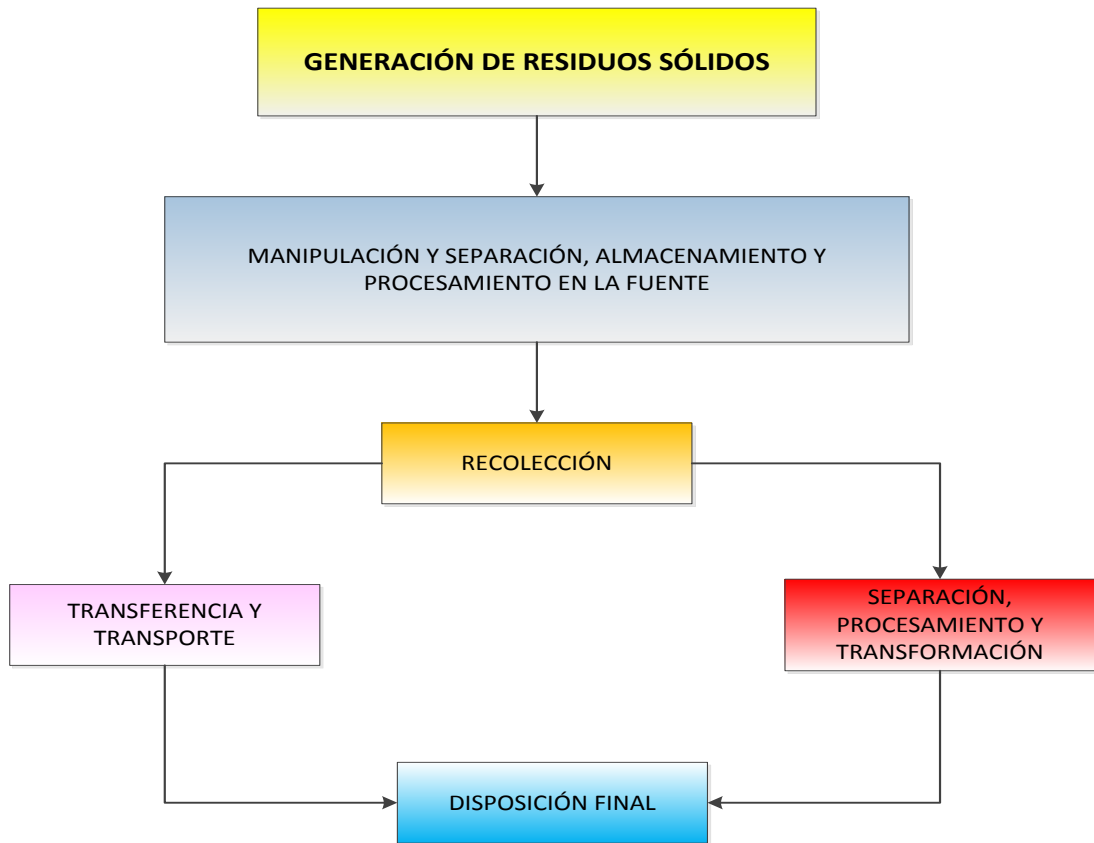 GENERACIÓN DE RESIDUOS SÓLIDOS
MANIPULACIÓN Y SEPARACIÓN, ALMACENAMIENTO Y
PROCESAMIENTO EN LA FUENTE
RECOLECCIÓN
TRANSFERENCIA Y
TRANSPORTE
SEPARACIÓN,
PROCESAMIENTO Y
TRANSFORMACIÓN
DISPOSICIÓN FINAL